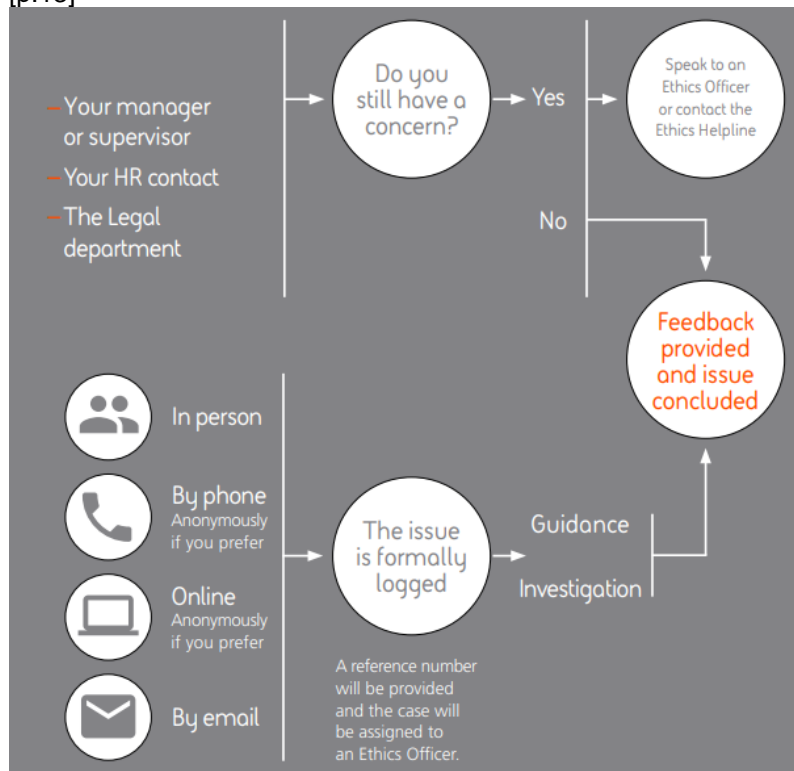 – Your manager
or supervisor
– Your HR contact
– The Legal
department
Do you
still have a
concern?
Yes
No
Speak to an
Ethics Officer
or contact the
Ethics Helpline
Feedback
provided
and issue
concluded
In person
By phone
Anonymously
if you prefer
Online
Anonymously
if you prefer
By email
The issue
is formally
logged
A reference number
will be provided
and the case will
be assigned to
an Ethics Officer.
Guidance
Investigation